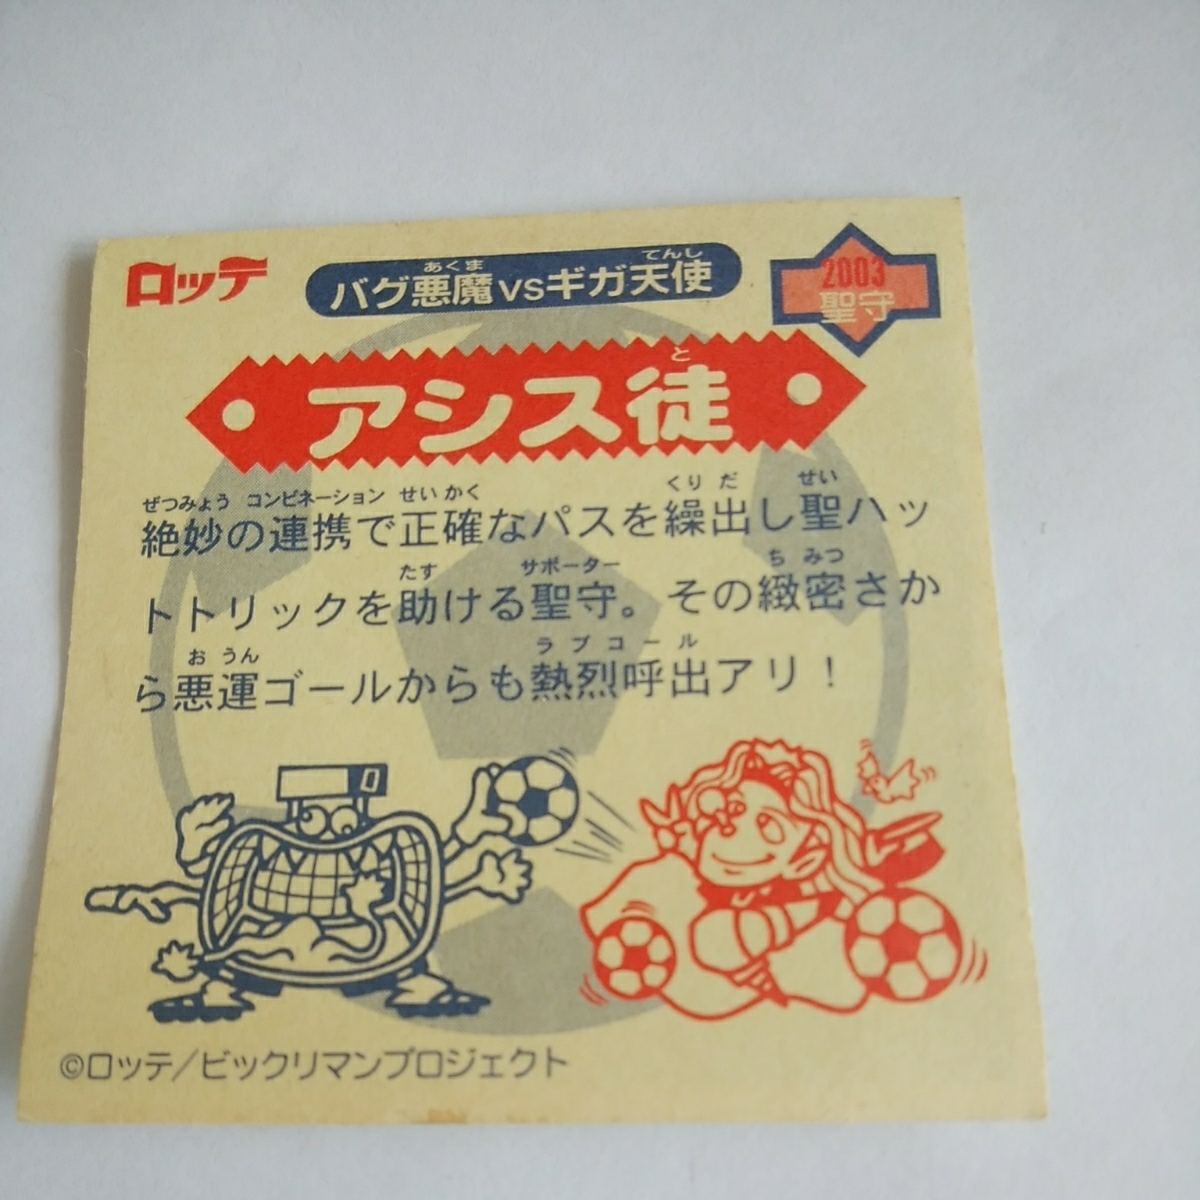 ロッテ
あくま てんし
バグ悪魔vsギガ天使
2003
聖守
と
アシス徒
ぜつみょう コンビネーション せいかく くりだ せい
絶妙の連携で正確なパスを繰出し聖ハッ
たす サポーター ちみつ
トトリックを助ける聖守。その緻密さか
おうん ラブコール
ら悪運ゴールからも熱烈呼出アリ!
©ロッテ/ビックリマンプロジェクト